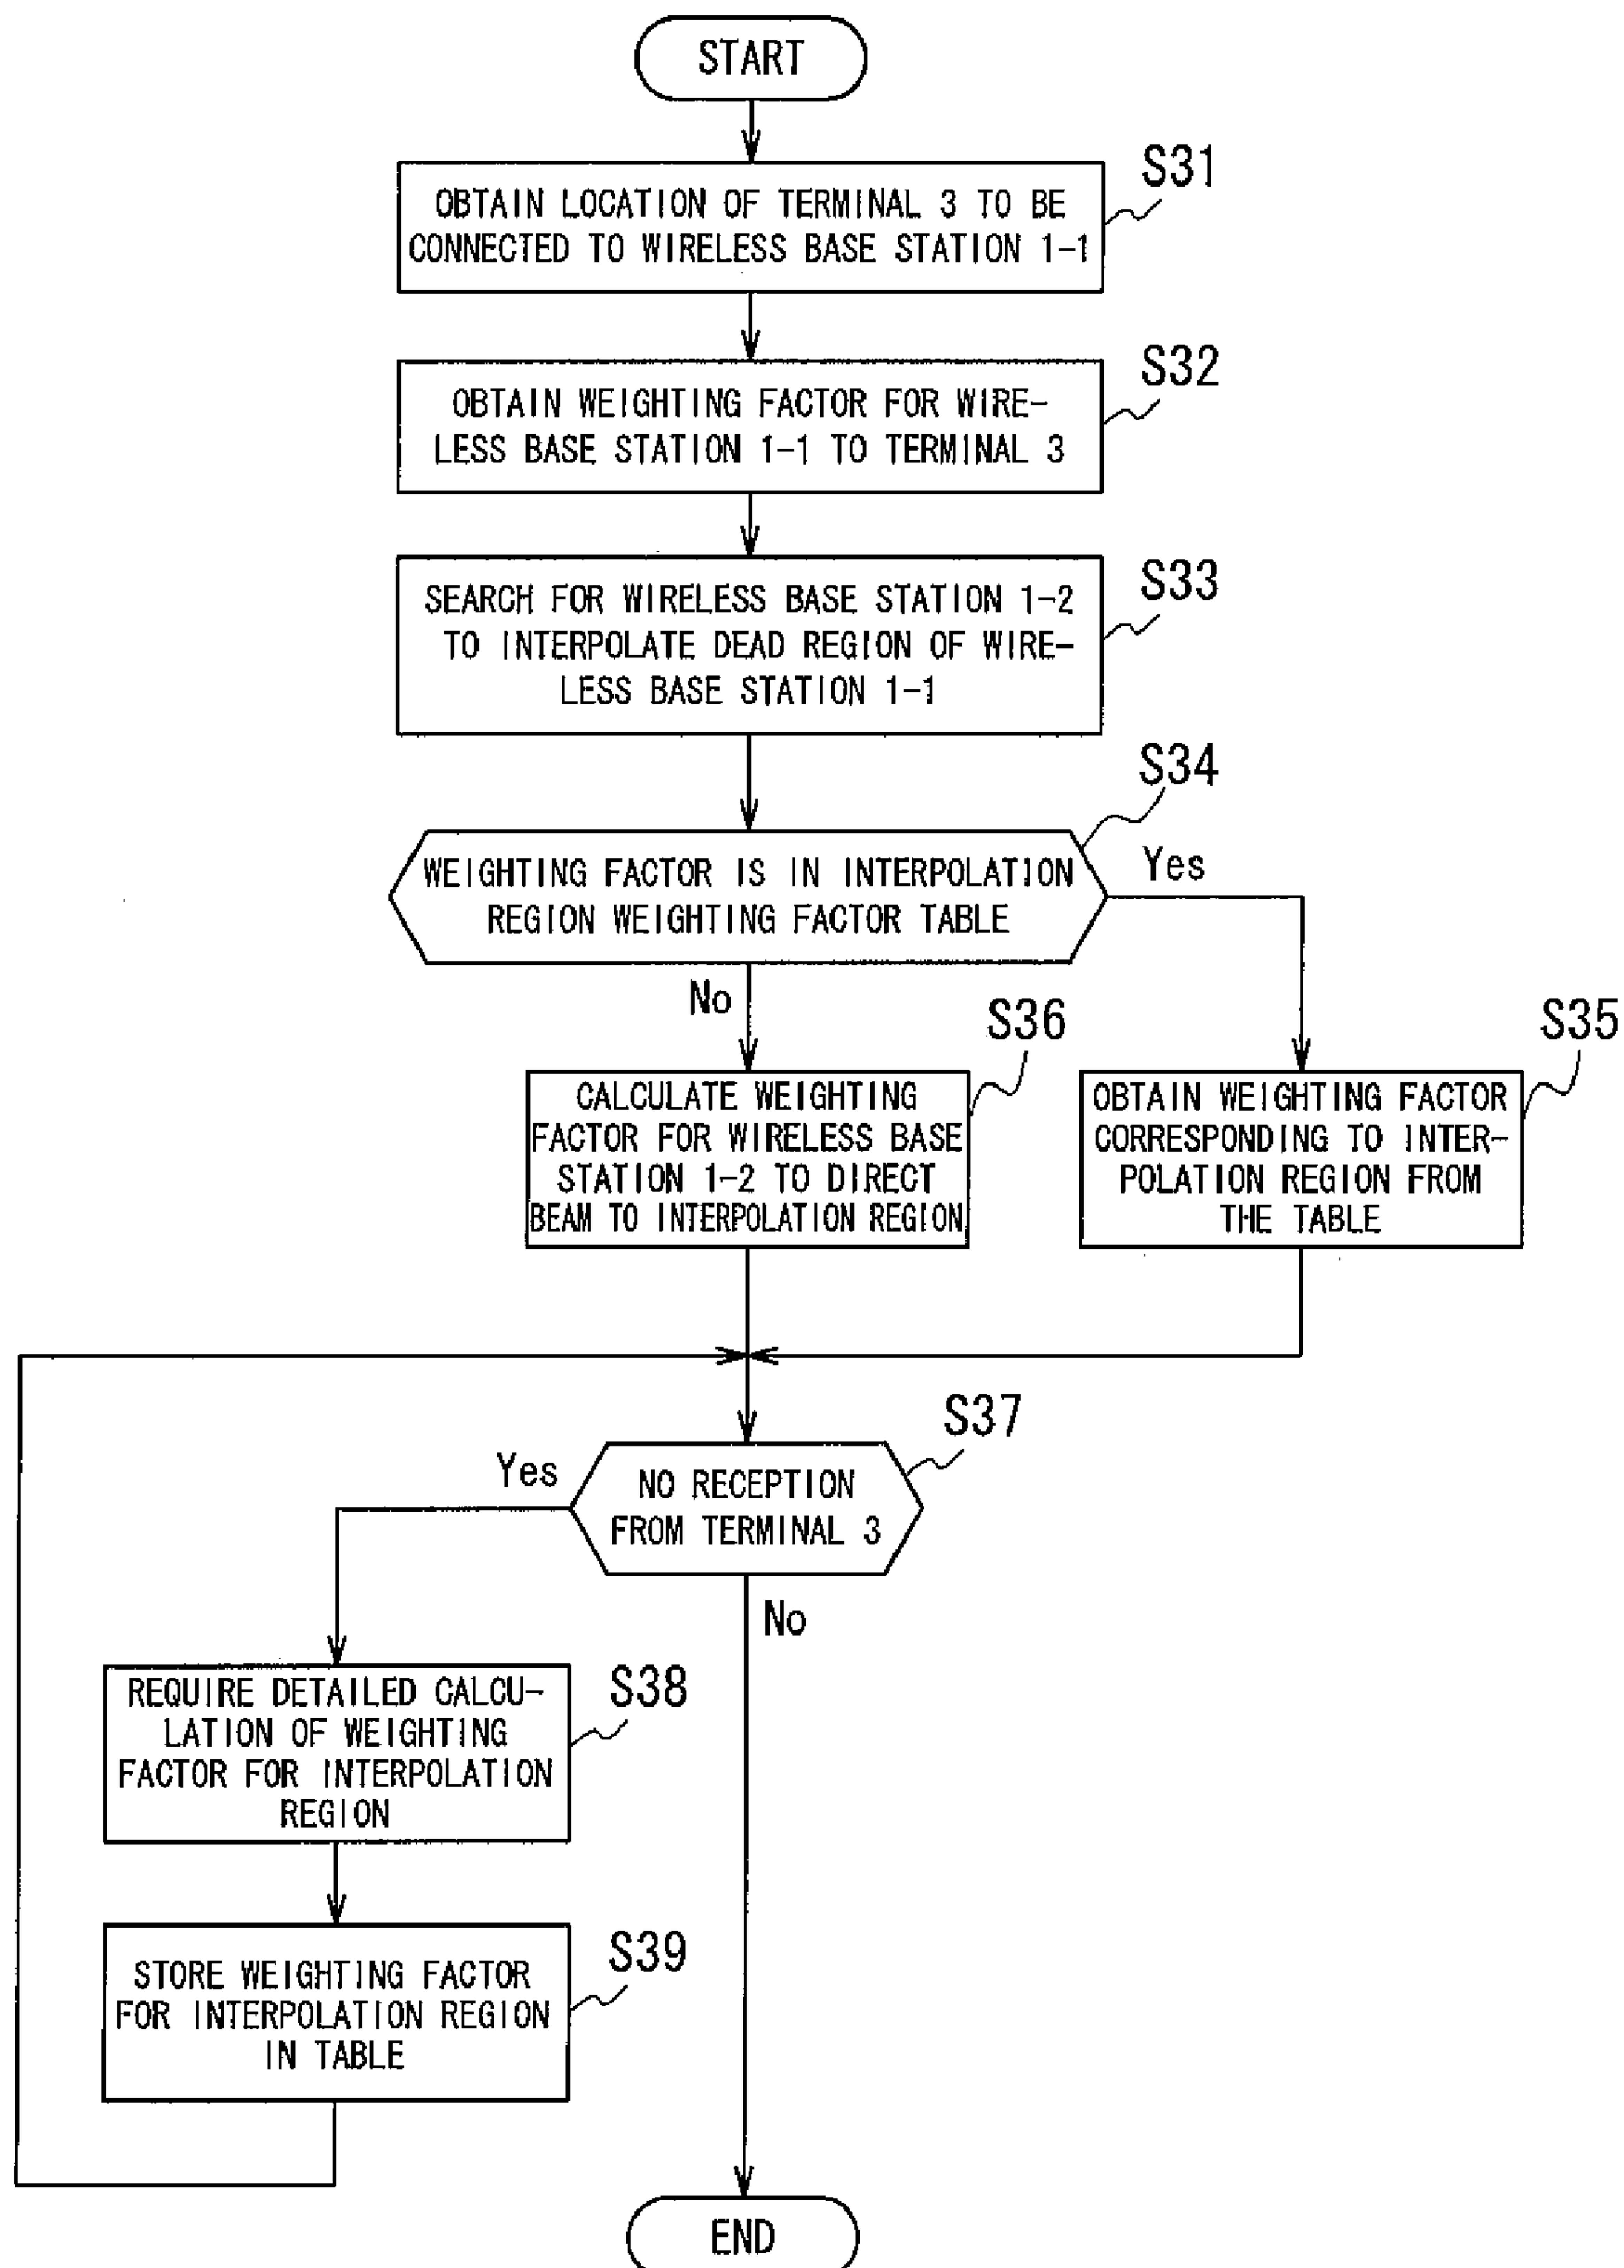 START
S31
OBTAIN LOCATION OF TERMINAL 3 TO BE
CONNECTED TO WIRELESS BASE STATION 1-1
S32
OBTAIN WEIGHTING FACTOR FOR WIRE-
LESS BASE STATION 1-1 TO TERMINAL 3
S33
SEARCH FOR WIRELESS BASE STATION 1-2
TO INTERPOLATE DEAD REGION OF WIRE-
LESS BASE STATION 1-1
S34
WEIGHTING FACTOR IS IN INTERPOLATION
REGION WEIGHTING FACTOR TABLE
Yes
No
S36
CALCULATE WEIGHTING
FACTOR FOR WIRELESS BASE
STATION 1-2 TO DIRECT
BEAM TO INTERPOLATION REGION
S35
OBTAIN WEIGHTING FACTOR
CORRESPONDING TO INTER-
POLATION REGION FROM
THE TABLE
S37
NO RECEPTION
FROM TERMINAL 3
Yes
No
S38
REQUIRE DETAILED CALCU-
LATION OF WEIGHTING
FACTOR FOR INTERPOLATION
REGION
S39
STORE WEIGHTING FACTOR
FOR INTERPOLATION REGION
IN TABLE
END